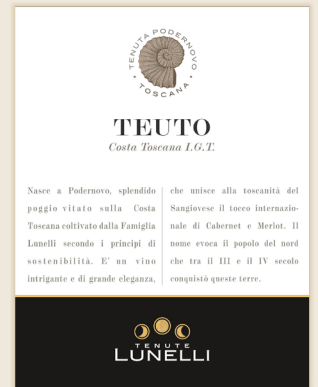 TENUTA PODERNOVO
TOSCANA
TEUTO
Costa Toscana I.G.T.
Nasce a Podernovo, splendido
poggio vitato sulla Costa
Toscana coltivato dalla Famiglia
Lunelli secondo i principi di
sostenibilità. E' un vino
intrigante e di grande eleganza,
che unisce alla toscanità del
Sangiovese il tocco internazio-
nale di Cabernet e Merlot. Il
nome evoca il popolo del nord
che tra il III e il IV secolo
conquistò queste terre.
TENUTE
LUNELLI